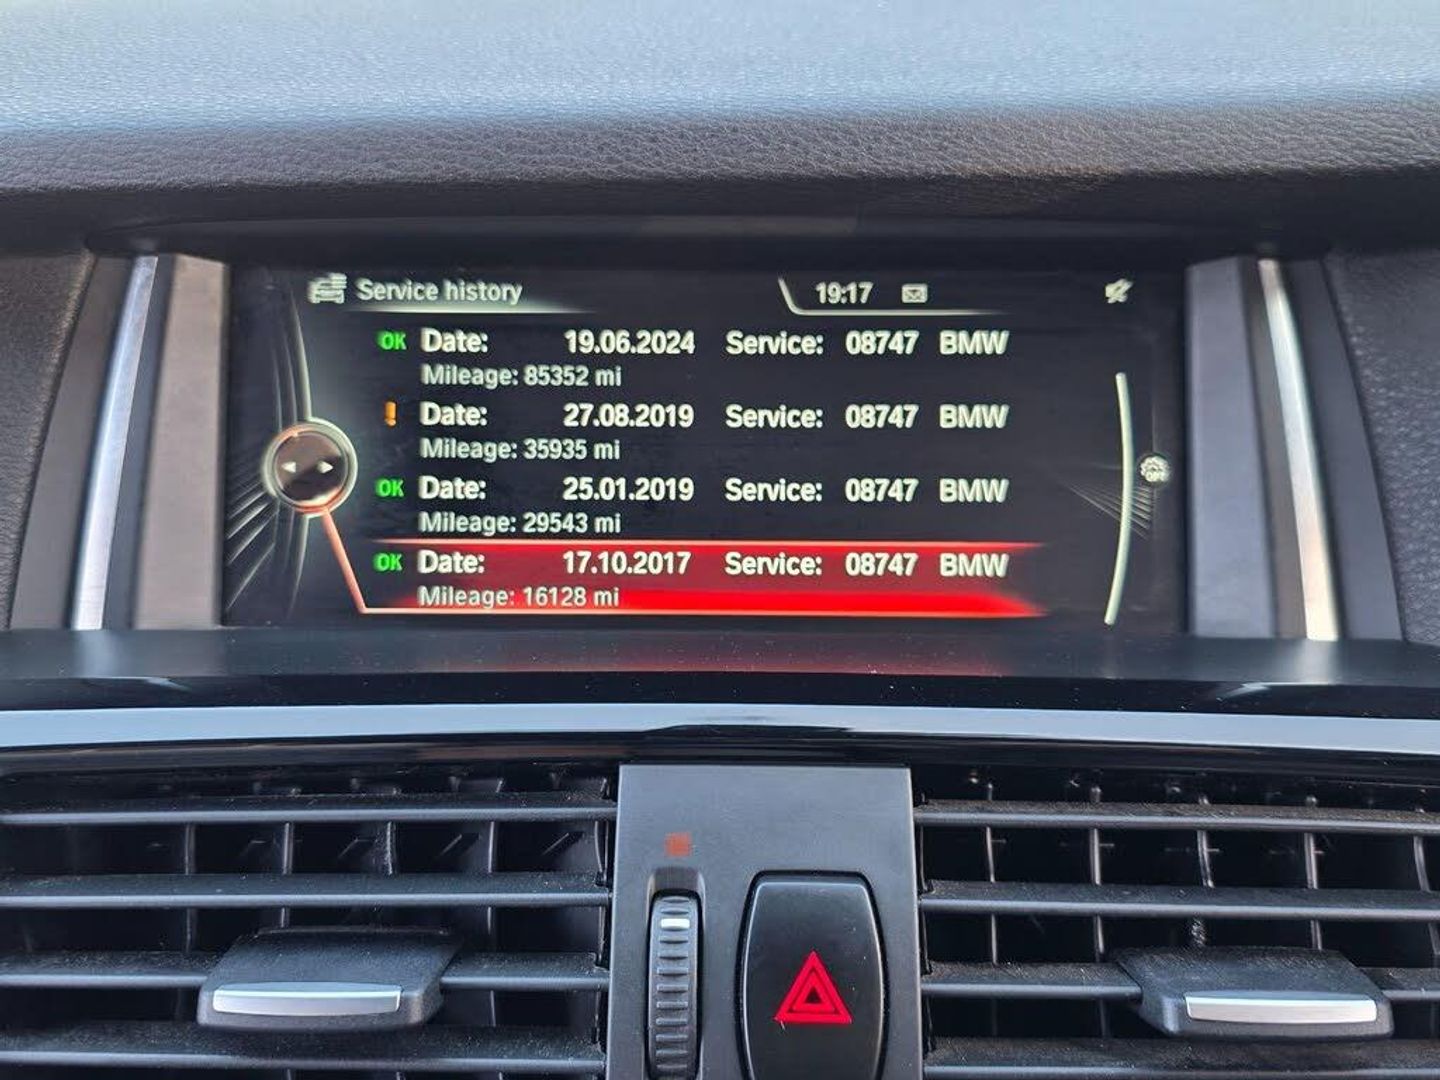 Service history 19:17
OK Date: 19.06.2024 Service: 08747 BMW
Mileage: 85352 mi
! Date: 27.08.2019 Service: 08747 BMW
Mileage: 35935 mi
OK Date: 25.01.2019 Service: 08747 BMW
Mileage: 29543 mi
OK Date: 17.10.2017 Service: 08747 BMW
Mileage: 16128 mi